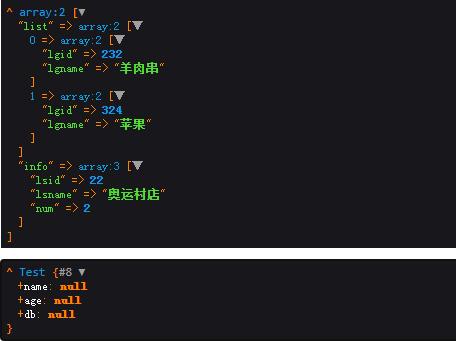 ^ array:2 [▼
"list" => array:2 [▼
0 => array:2 [▼
"lgid" => 232
"lgname" => "羊肉串"
]
1 => array:2 [▼
"lgid" => 324
"lgname" => "苹果"
]
]
"info" => array:3 [▼
"lsid" => 22
"lsname" => "奥运村店"
"num" => 2
]
]
^ Test {#8 ▼
+name: null
+age: null
+db: null
}